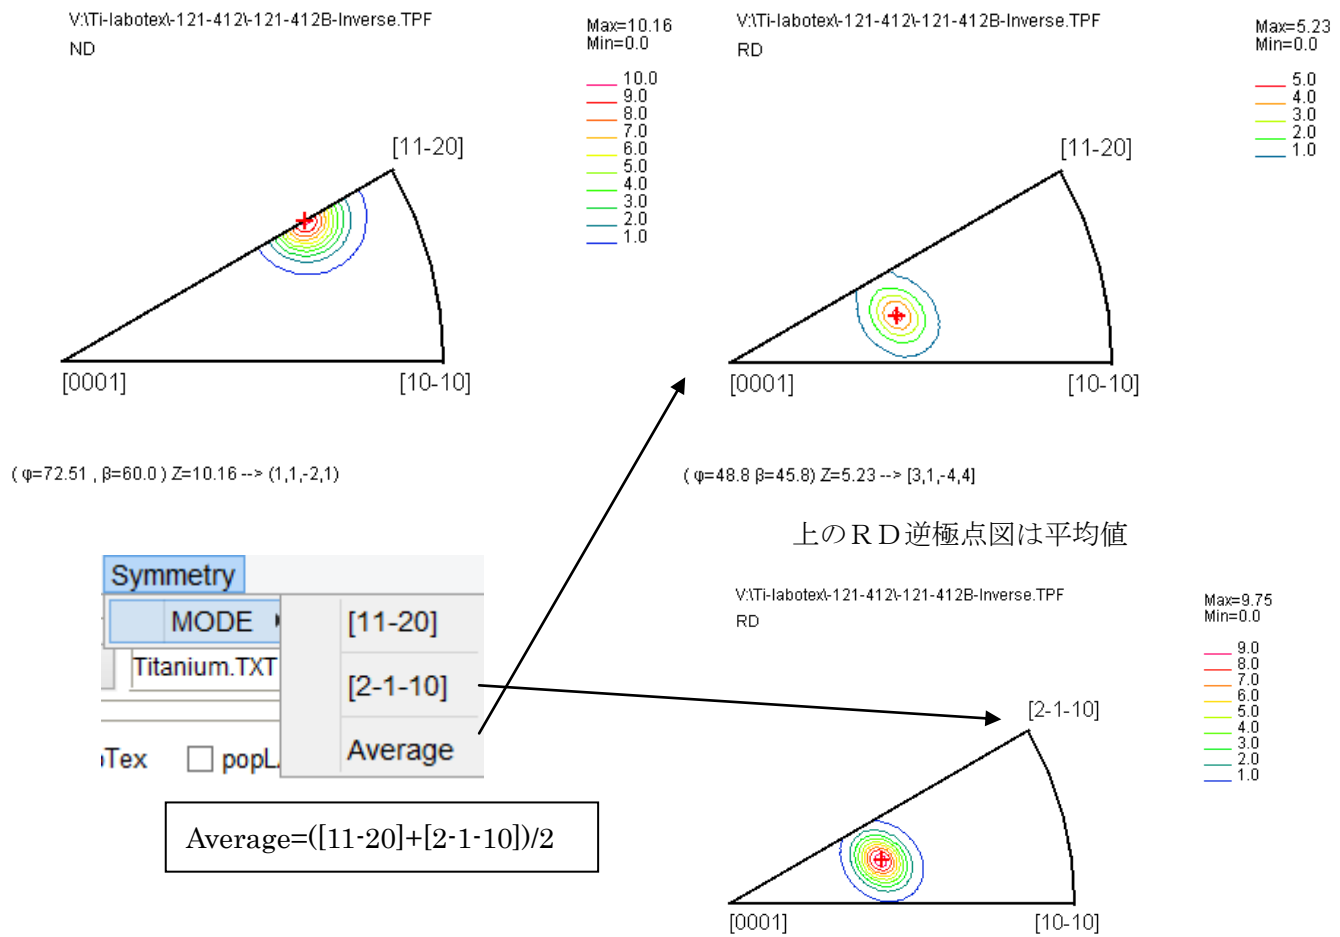 V:\Ti-labotex\-121-412\-121-412B-Inverse.TPF
ND
Max=10.16
Min=0.0
10.0
9.0
8.0
7.0
6.0
5.0
4.0
3.0
2.0
1.0
[11-20]
[0001]
[10-10]
( φ=72.51 , β=60.0 ) Z=10.16 --> (1,1,-2,1)
V:\Ti-labotex\-121-412\-121-412B-Inverse.TPF
RD
Max=5.23
Min=0.0
5.0
4.0
3.0
2.0
1.0
[11-20]
[0001]
[10-10]
( φ=48.8 β=45.8) Z=5.23 --> [3,1,-4,4]
上のRD逆極点図は平均値
Symmetry
MODE
[11-20]
[2-1-10]
Average
Titanium.TXT
Tex
popL
Average=([11-20]+[2-1-10])/2
V:\Ti-labotex\-121-412\-121-412B-Inverse.TPF
RD
Max=9.75
Min=0.0
9.0
8.0
7.0
6.0
5.0
4.0
3.0
2.0
1.0
[2-1-10]
[0001]
[10-10]